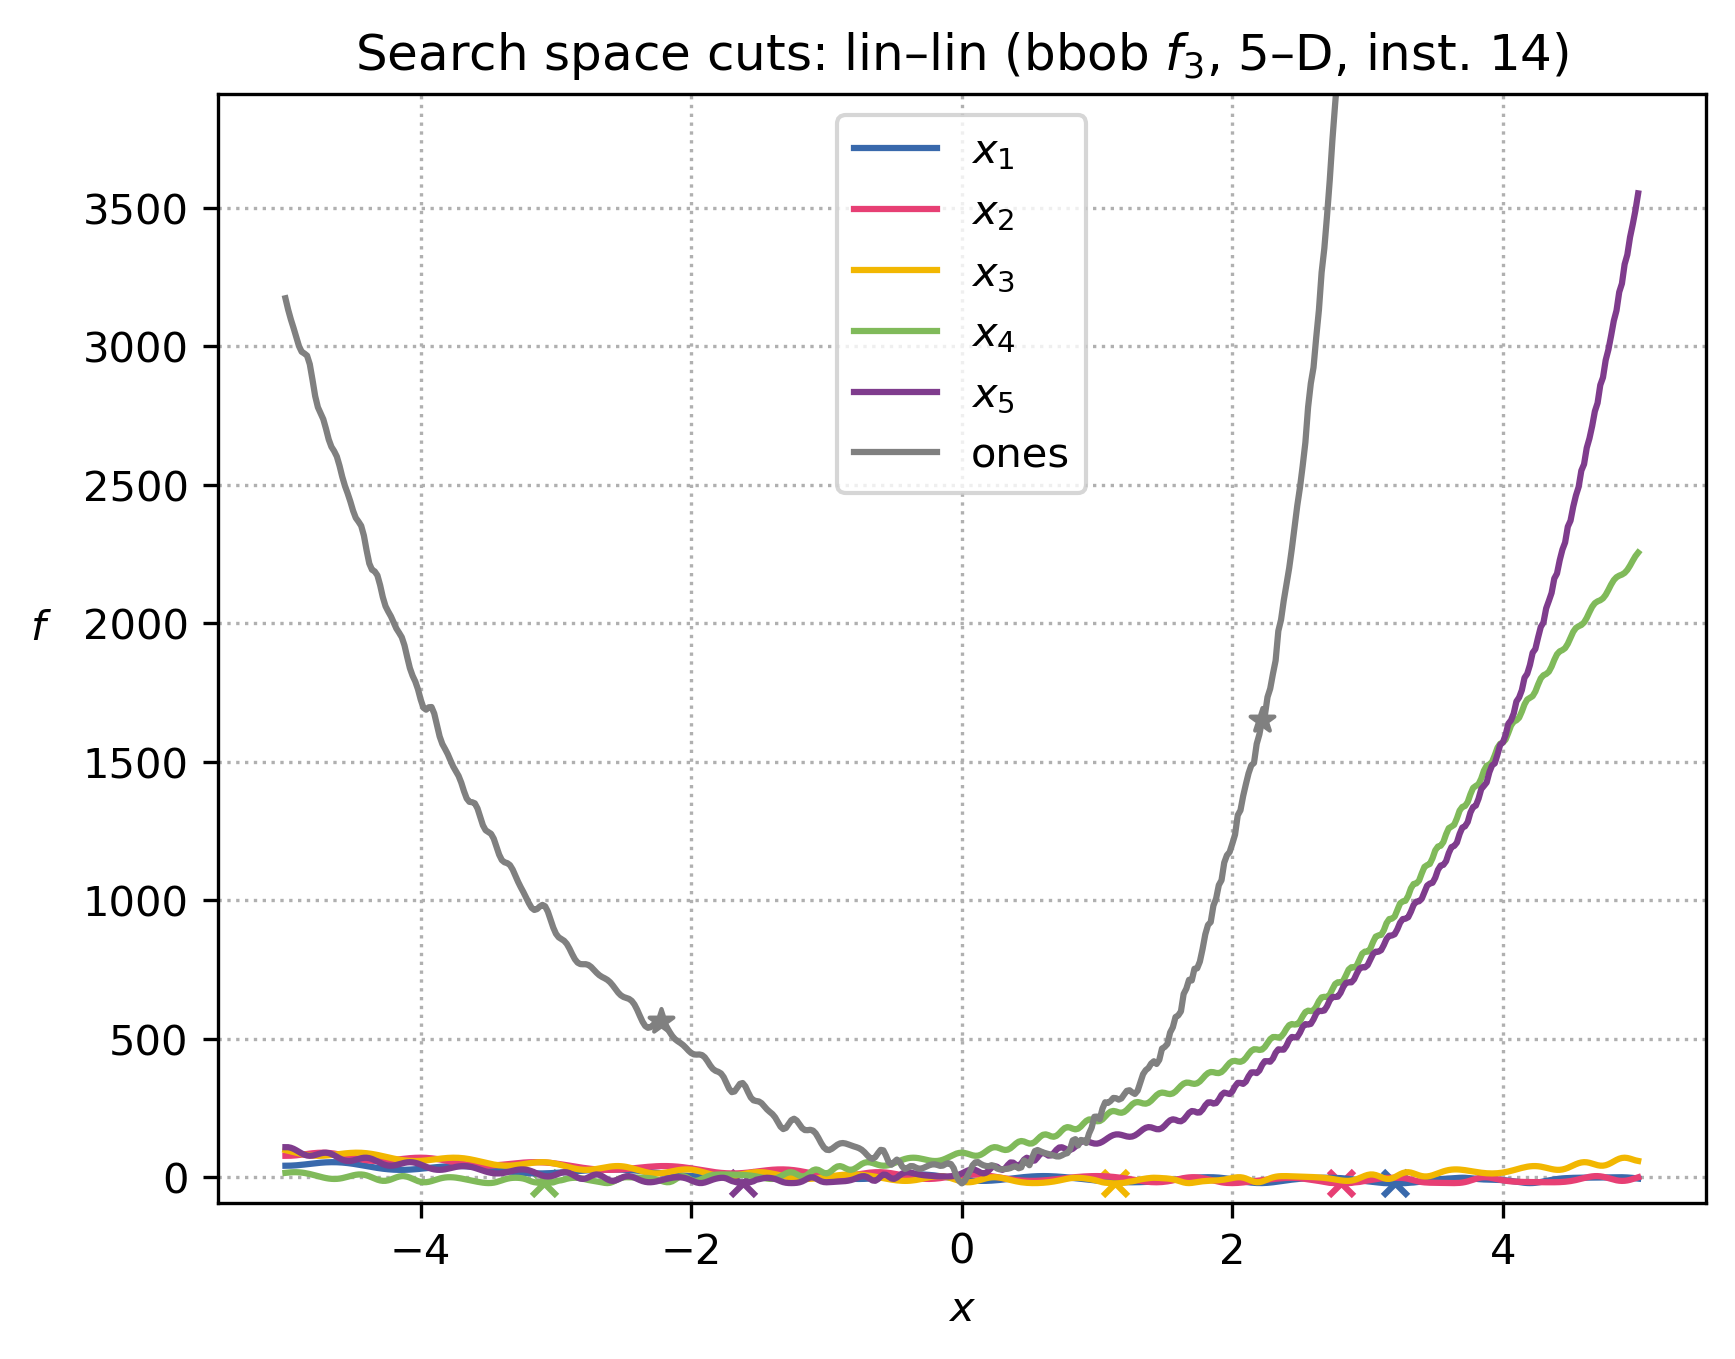 Search space cuts: lin–lin (bbob f₃, 5–D, inst. 14)
x₁
x₂
x₃
x₄
x₅
ones
3500
3000
2500
2000
1500
1000
500
0
f
−4 −2 0 2 4
x